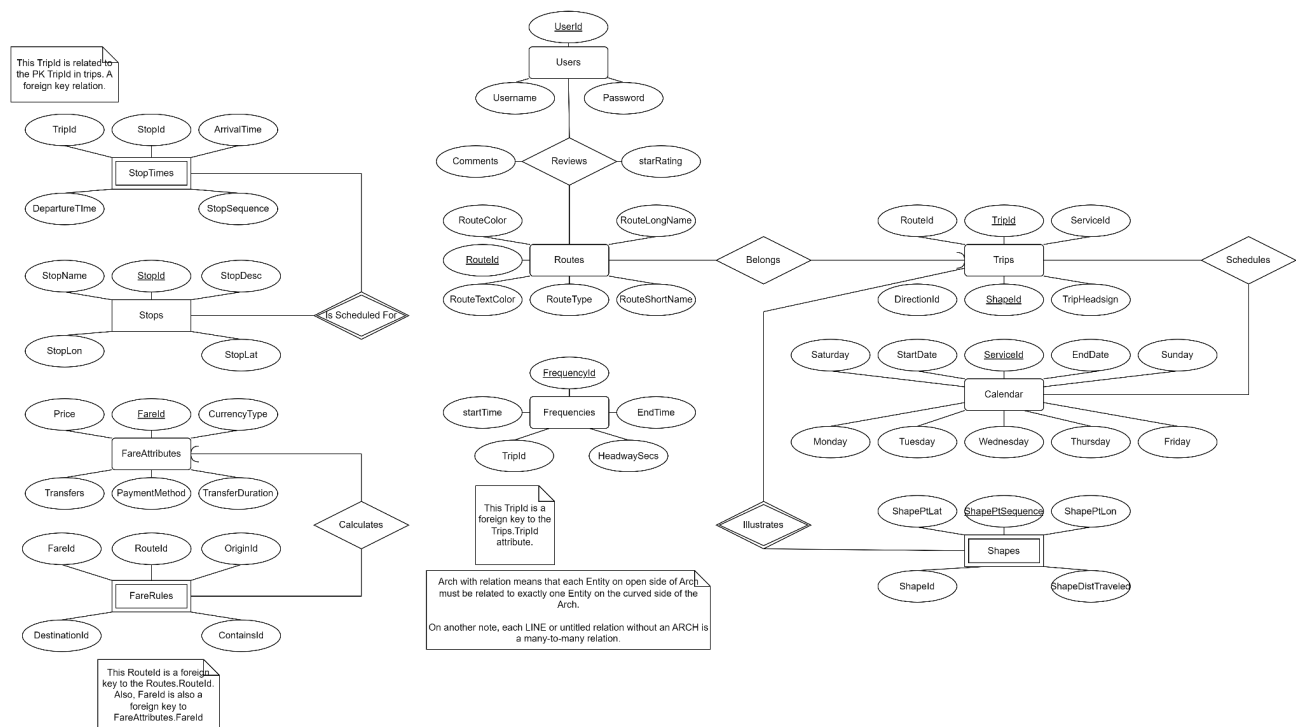 This TripId is related to
the PK TripId in trips. A
foreign key relation.
TripId
StopId
ArrivalTime
StopTimes
DepartureTIme
StopSequence
StopName
StopId
StopDesc
Stops
StopLon
StopLat
Is Scheduled For
Price
FareId
CurrencyType
FareAttributes
Transfers
PaymentMethod
TransferDuration
Calculates
FareId
RouteId
OriginId
FareRules
DestinationId
ContainsId
This RouteId is a foreign
key to the Routes.RouteId.
Also, FareId is also a
foreign key to
FareAttributes.FareId
UserId
Users
Username
Password
Comments
Reviews
starRating
RouteColor
RouteLongName
RouteId
Routes
RouteTextColor
RouteType
RouteShortName
Belongs
FrequencyId
startTime
Frequencies
EndTime
TripId
HeadwaySecs
This TripId is a
foreign key to the
Trips.TripId
attribute.
Arch with relation means that each Entity on open side of Arch
must be related to exactly one Entity on the curved side of the
Arch.
On another note, each LINE or untitled relation without an ARCH is
a many-to-many relation.
RouteId
TripId
ServiceId
Trips
Schedules
DirectionId
ShapeId
TripHeadsign
Saturday
StartDate
ServiceId
EndDate
Sunday
Calendar
Monday
Tuesday
Wednesday
Thursday
Friday
Illustrates
ShapePtLat
ShapePtSequence
ShapePtLon
Shapes
ShapeId
ShapeDistTraveled